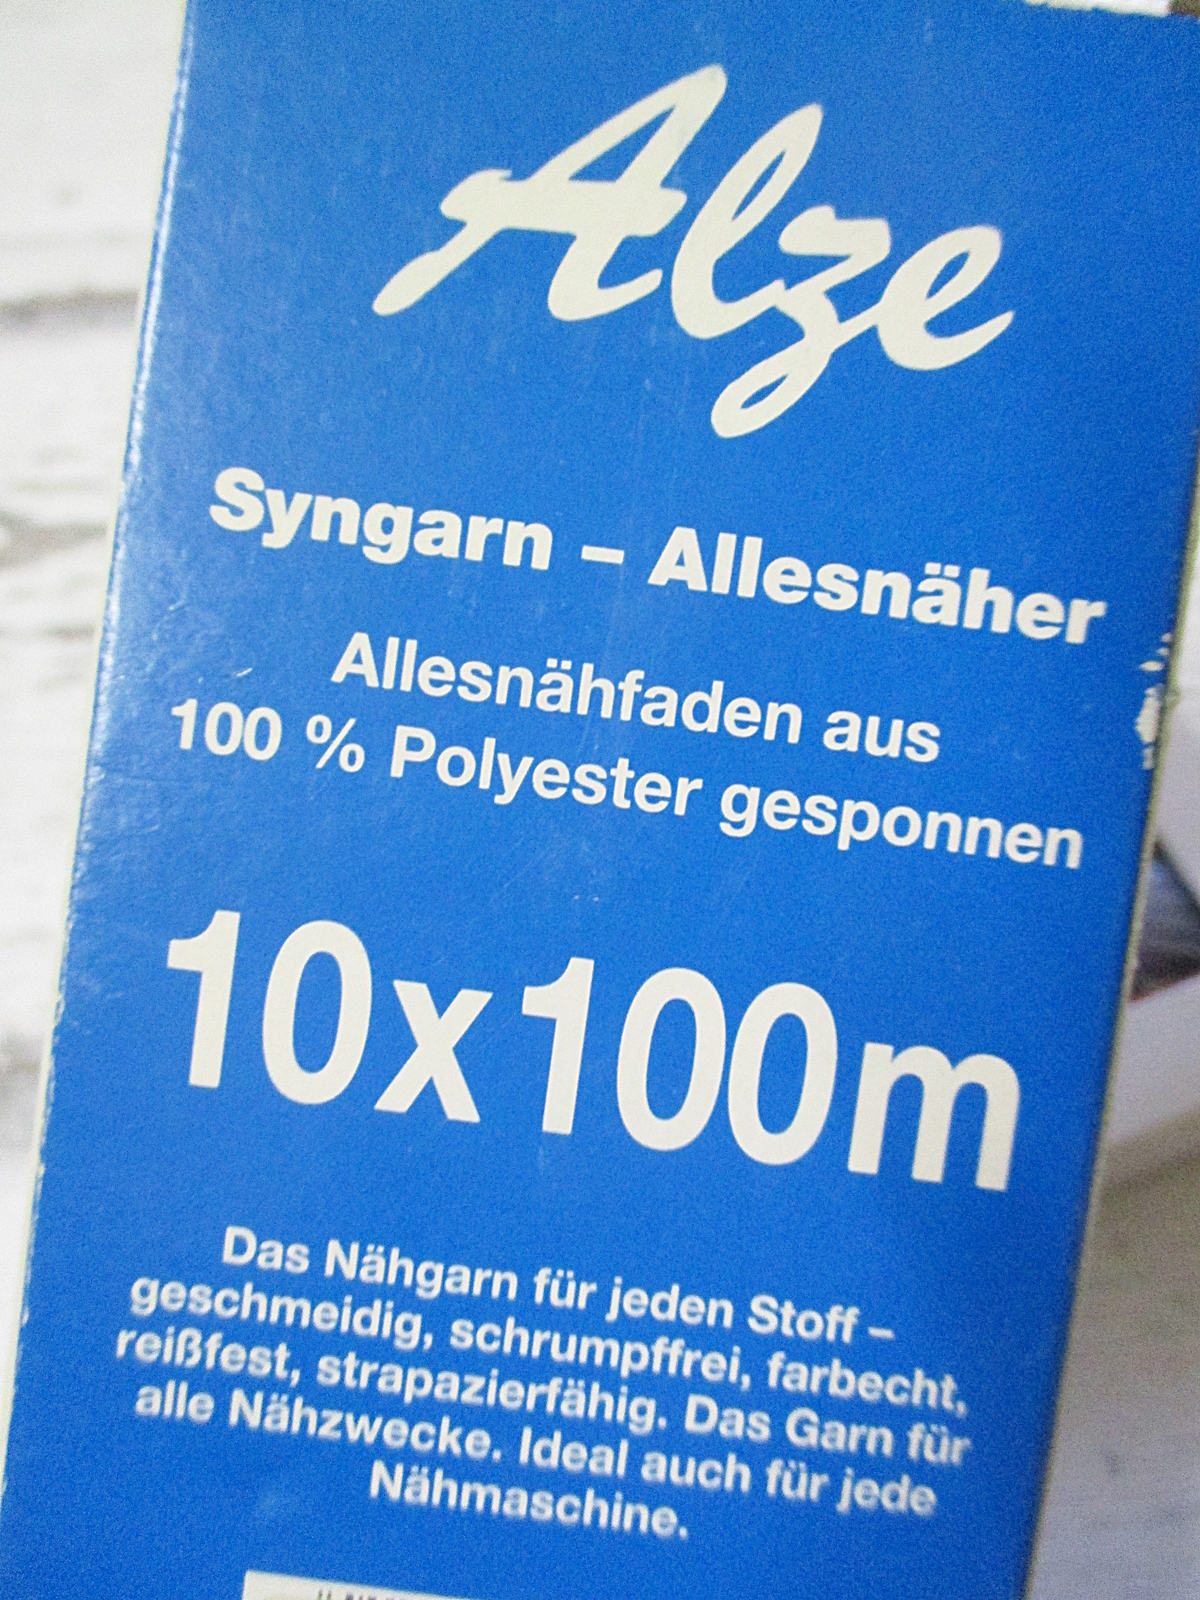 Alze
Syngarn – Allesnäher
Allesnähfaden aus
100 % Polyester gesponnen
10x100m
Das Nähgarn für jeden Stoff –
geschmeidig, schrumpffrei, farbecht,
reißfest, strapazierfähig. Das Garn für
alle Nähzwecke. Ideal auch für jede
Nähmaschine.